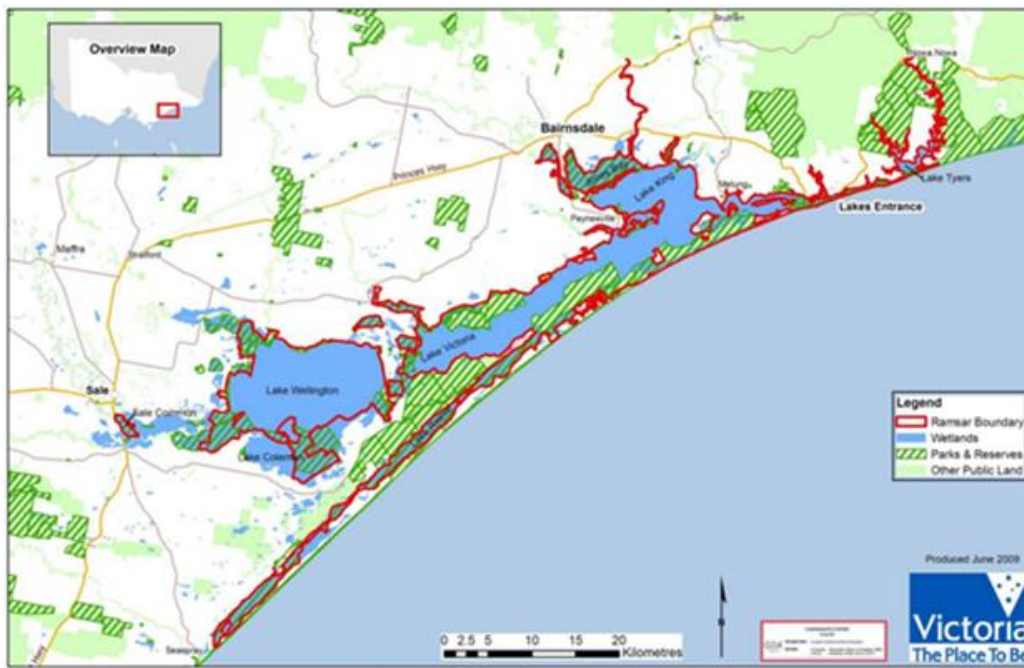 Overview Map
Bruthen
Nowa Nowa
Bairnsdale
Princes Hwy
Lake King
Lake Tyers
Metung
Lakes Entrance
Paynesville
Maffra
Stratford
Lake Victoria
Lake Wellington
Sale
Sale Common
Lake Coleman
Legend
Ramsar Boundary
Wetlands
Parks & Reserves
Other Public Land
Produced June 2009
N
Seaspray
0 2.5 5 10 15 20
Kilometres
Hwy
Victoria
The Place To Be